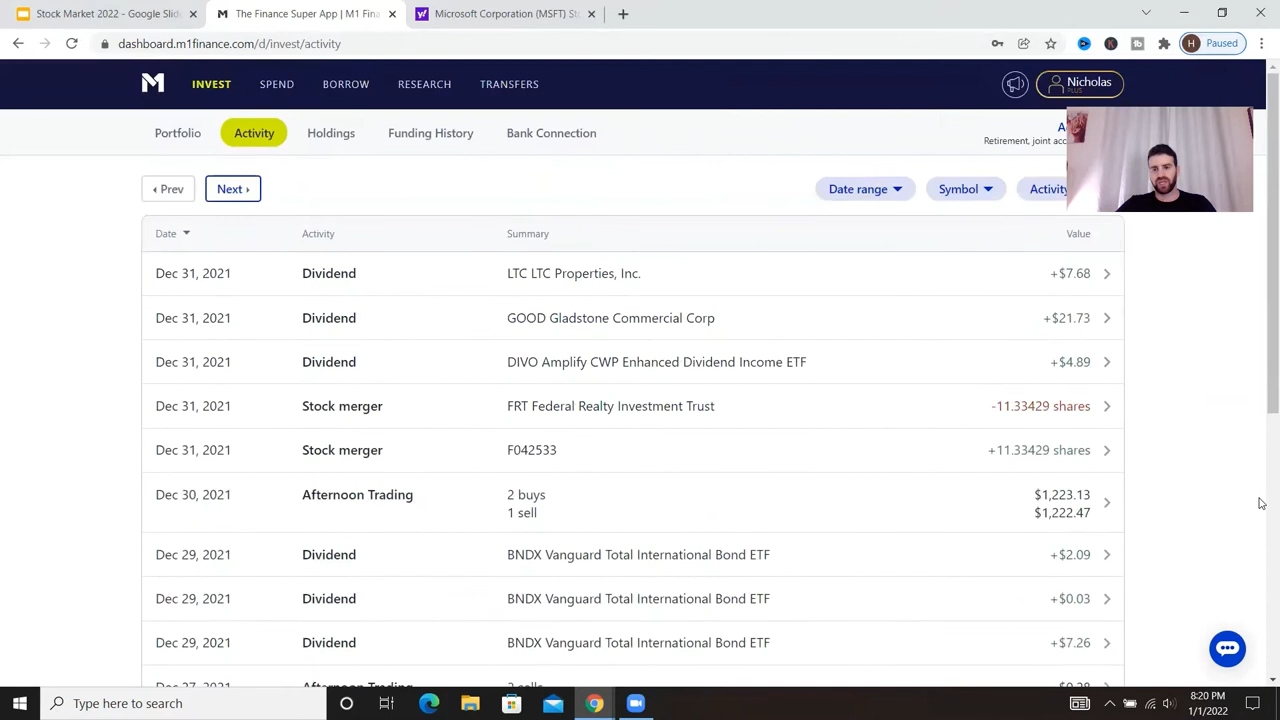 Stock Market 2022 - Google Slid
The Finance Super App | M1 Fina
Microsoft Corporation (MSFT) Sto
dashboard.m1finance.com/d/invest/activity
H Paused
INVEST
SPEND
BORROW
RESEARCH
TRANSFERS
Nicholas
PLUS
Portfolio
Activity
Holdings
Funding History
Bank Connection
A
Retirement, joint acc
Prev
Next
Date range
Symbol
Activity
Date
Activity
Summary
Value
Dec 31, 2021 Dividend LTC LTC Properties, Inc. +$7.68
Dec 31, 2021 Dividend GOOD Gladstone Commercial Corp +$21.73
Dec 31, 2021 Dividend DIVO Amplify CWP Enhanced Dividend Income ETF +$4.89
Dec 31, 2021 Stock merger FRT Federal Realty Investment Trust -11.33429 shares
Dec 31, 2021 Stock merger F042533 +11.33429 shares
Dec 30, 2021 Afternoon Trading 2 buys $1,223.13
1 sell $1,222.47
Dec 29, 2021 Dividend BNDX Vanguard Total International Bond ETF +$2.09
Dec 29, 2021 Dividend BNDX Vanguard Total International Bond ETF +$0.03
Dec 29, 2021 Dividend BNDX Vanguard Total International Bond ETF +$7.26
Type here to search
8:20 PM
1/1/2022